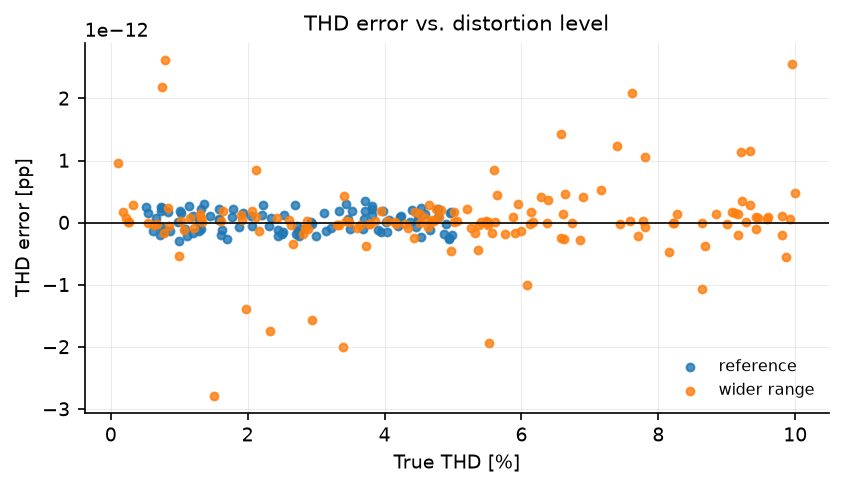 THD error vs. distortion level
1e−12
THD error [pp]
2
1
0
−1
−2
−3
0 2 4 6 8 10
True THD [%]
reference
wider range